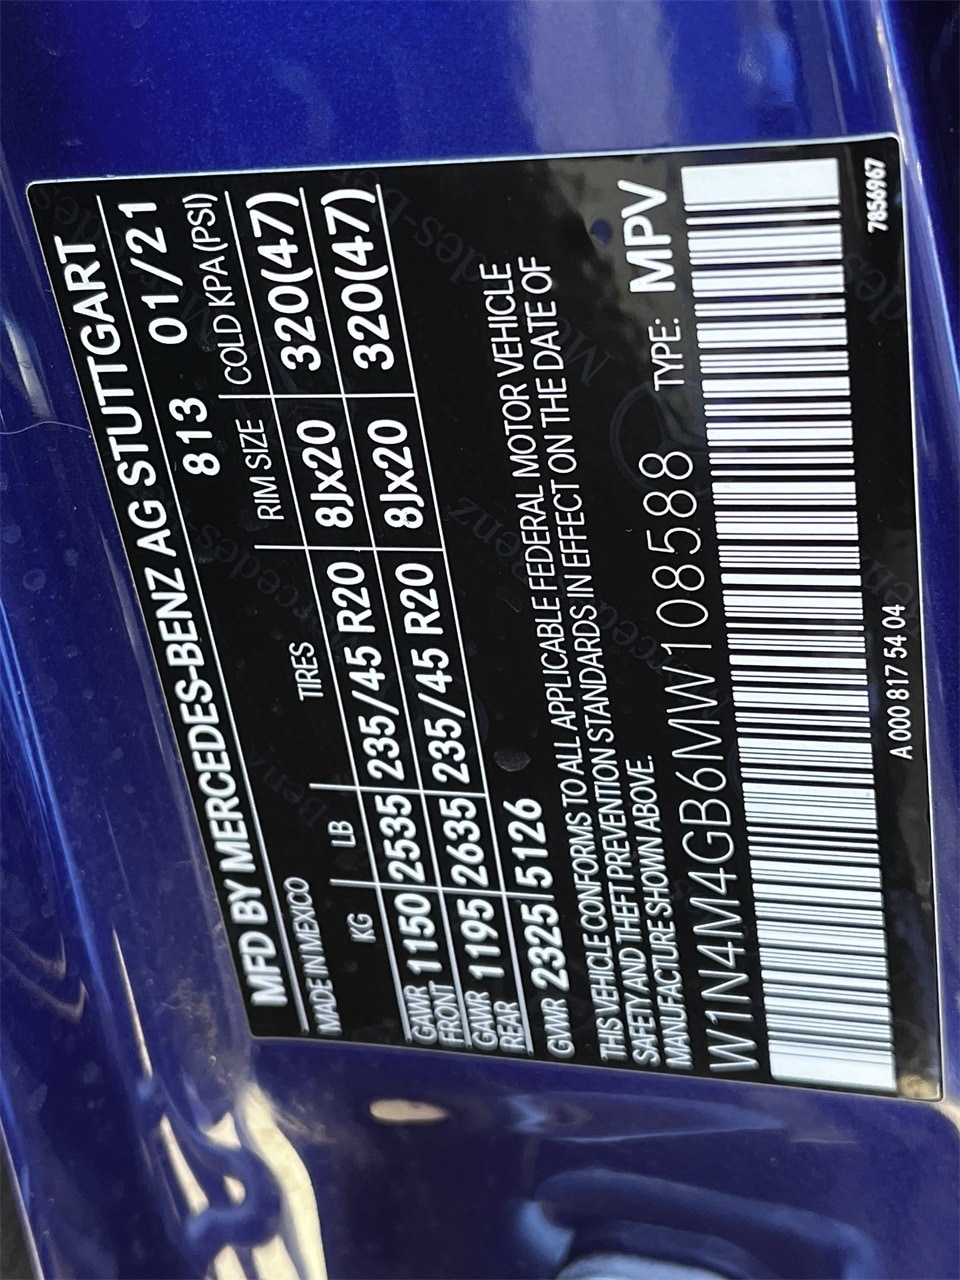 MFD BY MERCEDES-BENZ AG STUTTGART
MADE IN MEXICO 813 01/21
KG LB TIRES RIM SIZE COLD KPA (PSI)
GAWR FRONT 1150 2535 235/45 R20 8Jx20 320(47)
GAWR REAR 1195 2635 235/45 R20 8Jx20 320(47)
GVWR 2325 5126
THIS VEHICLE CONFORMS TO ALL APPLICABLE FEDERAL MOTOR VEHICLE
SAFETY AND THEFT PREVENTION STANDARDS IN EFFECT ON THE DATE OF
MANUFACTURE SHOWN ABOVE.
W1N4M4GB6MW108588 TYPE: MPV
A 000 817 54 04 7856967